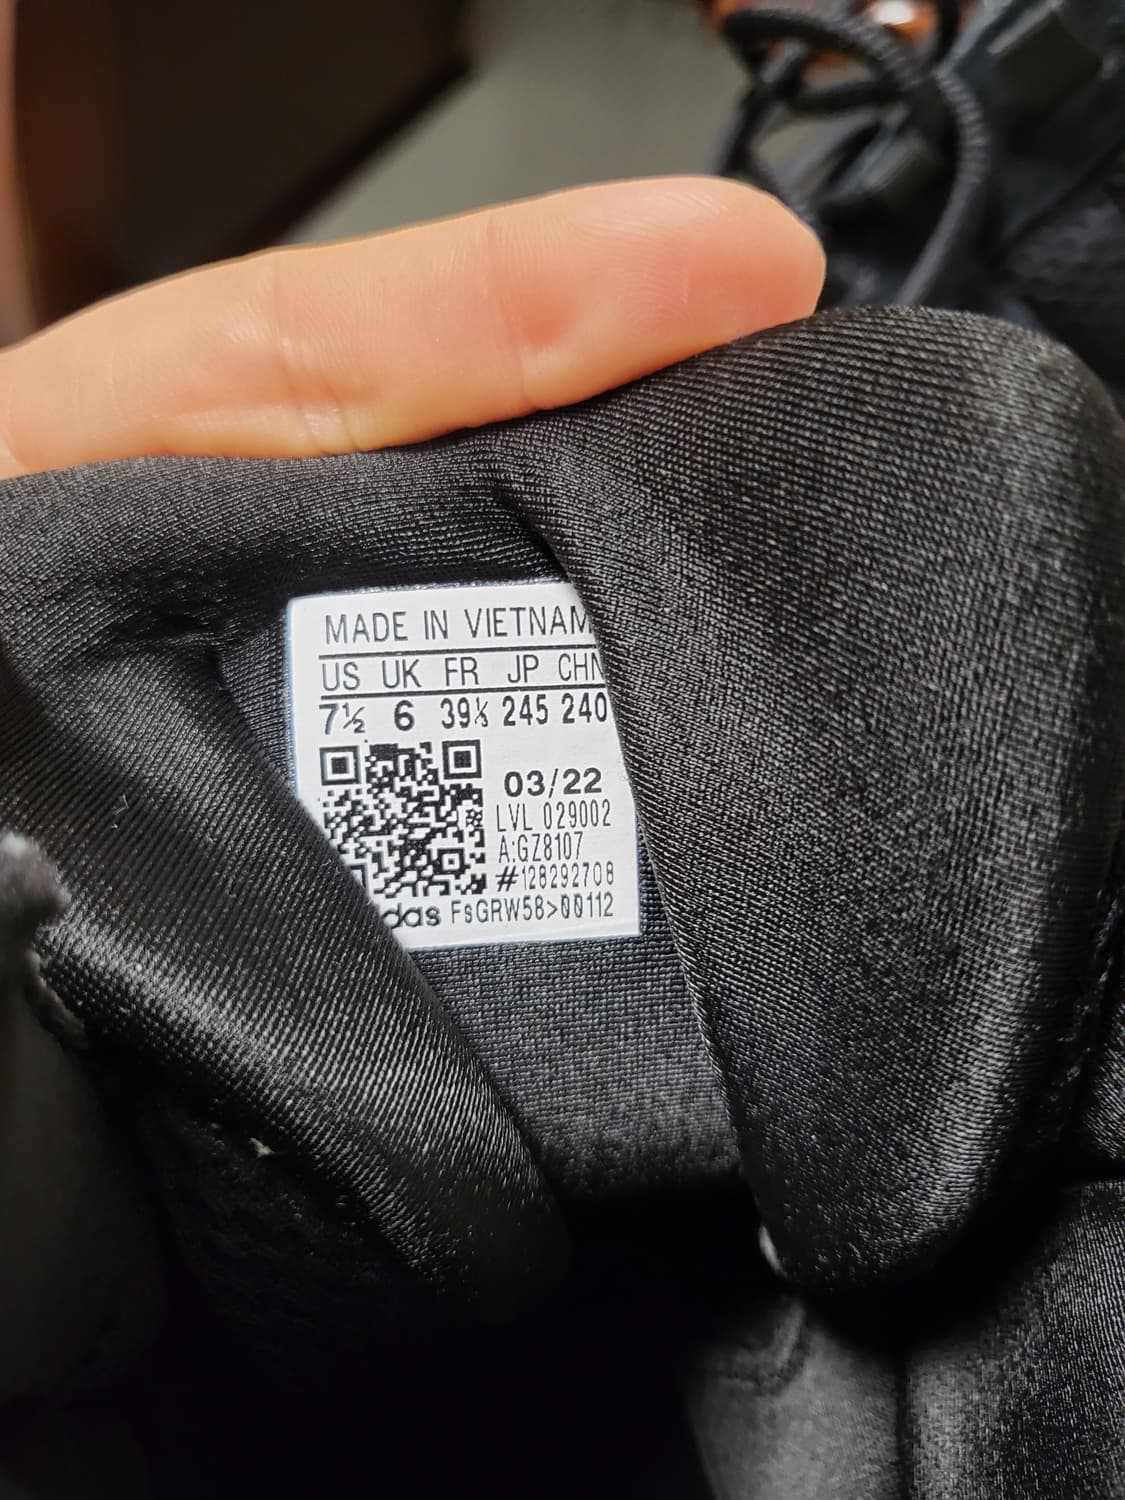 MADE IN VIETNAM
US UK FR JP CHN
7½ 6 39⅓ 245 240
03/22
LVL 029002
A:GZ8107
#128292708
das FsGRW58>00112